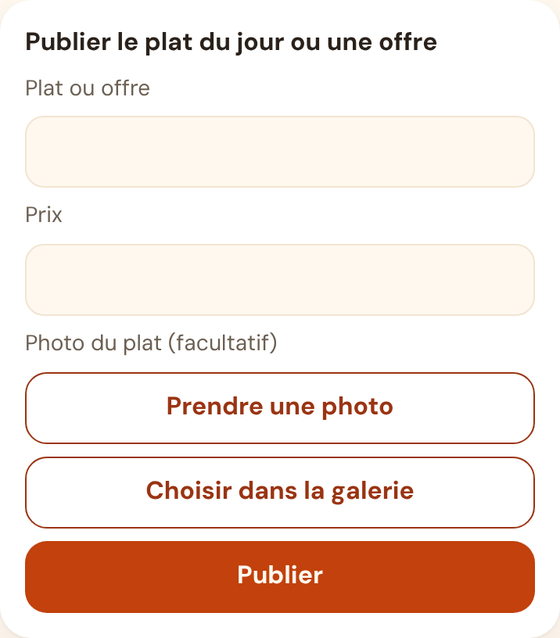 Publier le plat du jour ou une offre
Plat ou offre
Prix
Photo du plat (facultatif)
Prendre une photo
Choisir dans la galerie
Publier